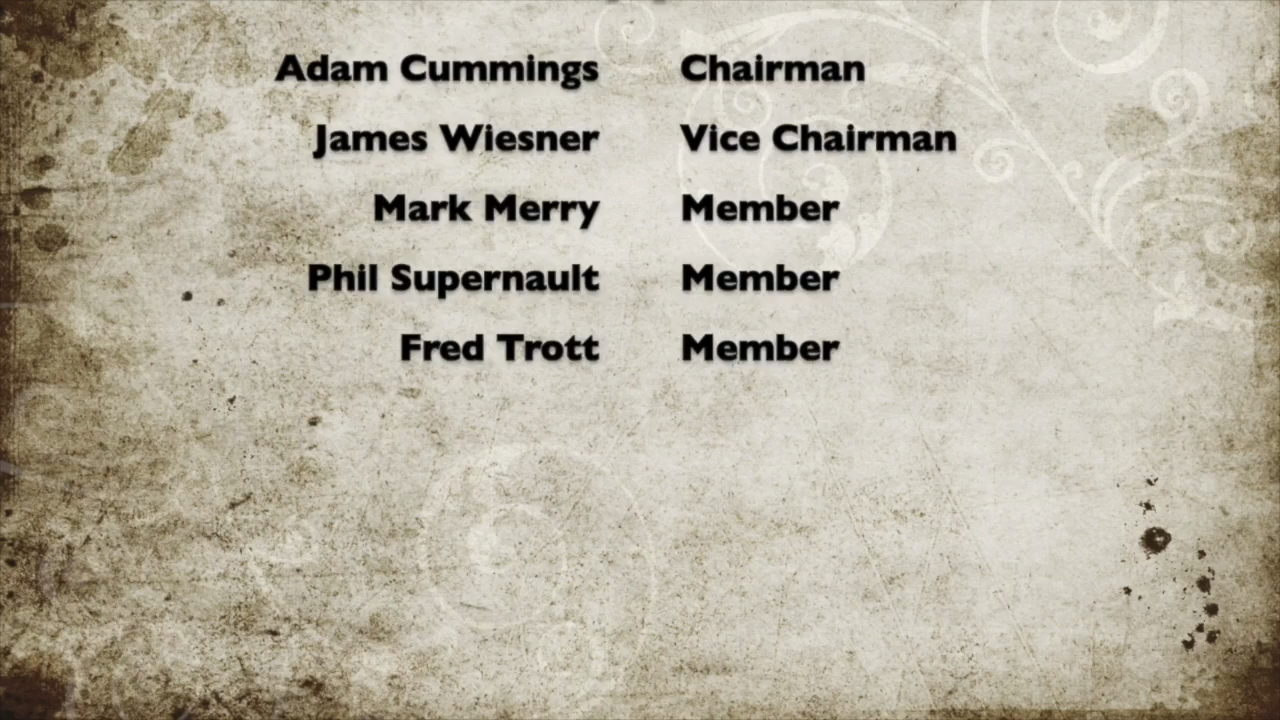 Adam Cummings Chairman
James Wiesner Vice Chairman
Mark Merry Member
Phil Supernault Member
Fred Trott Member